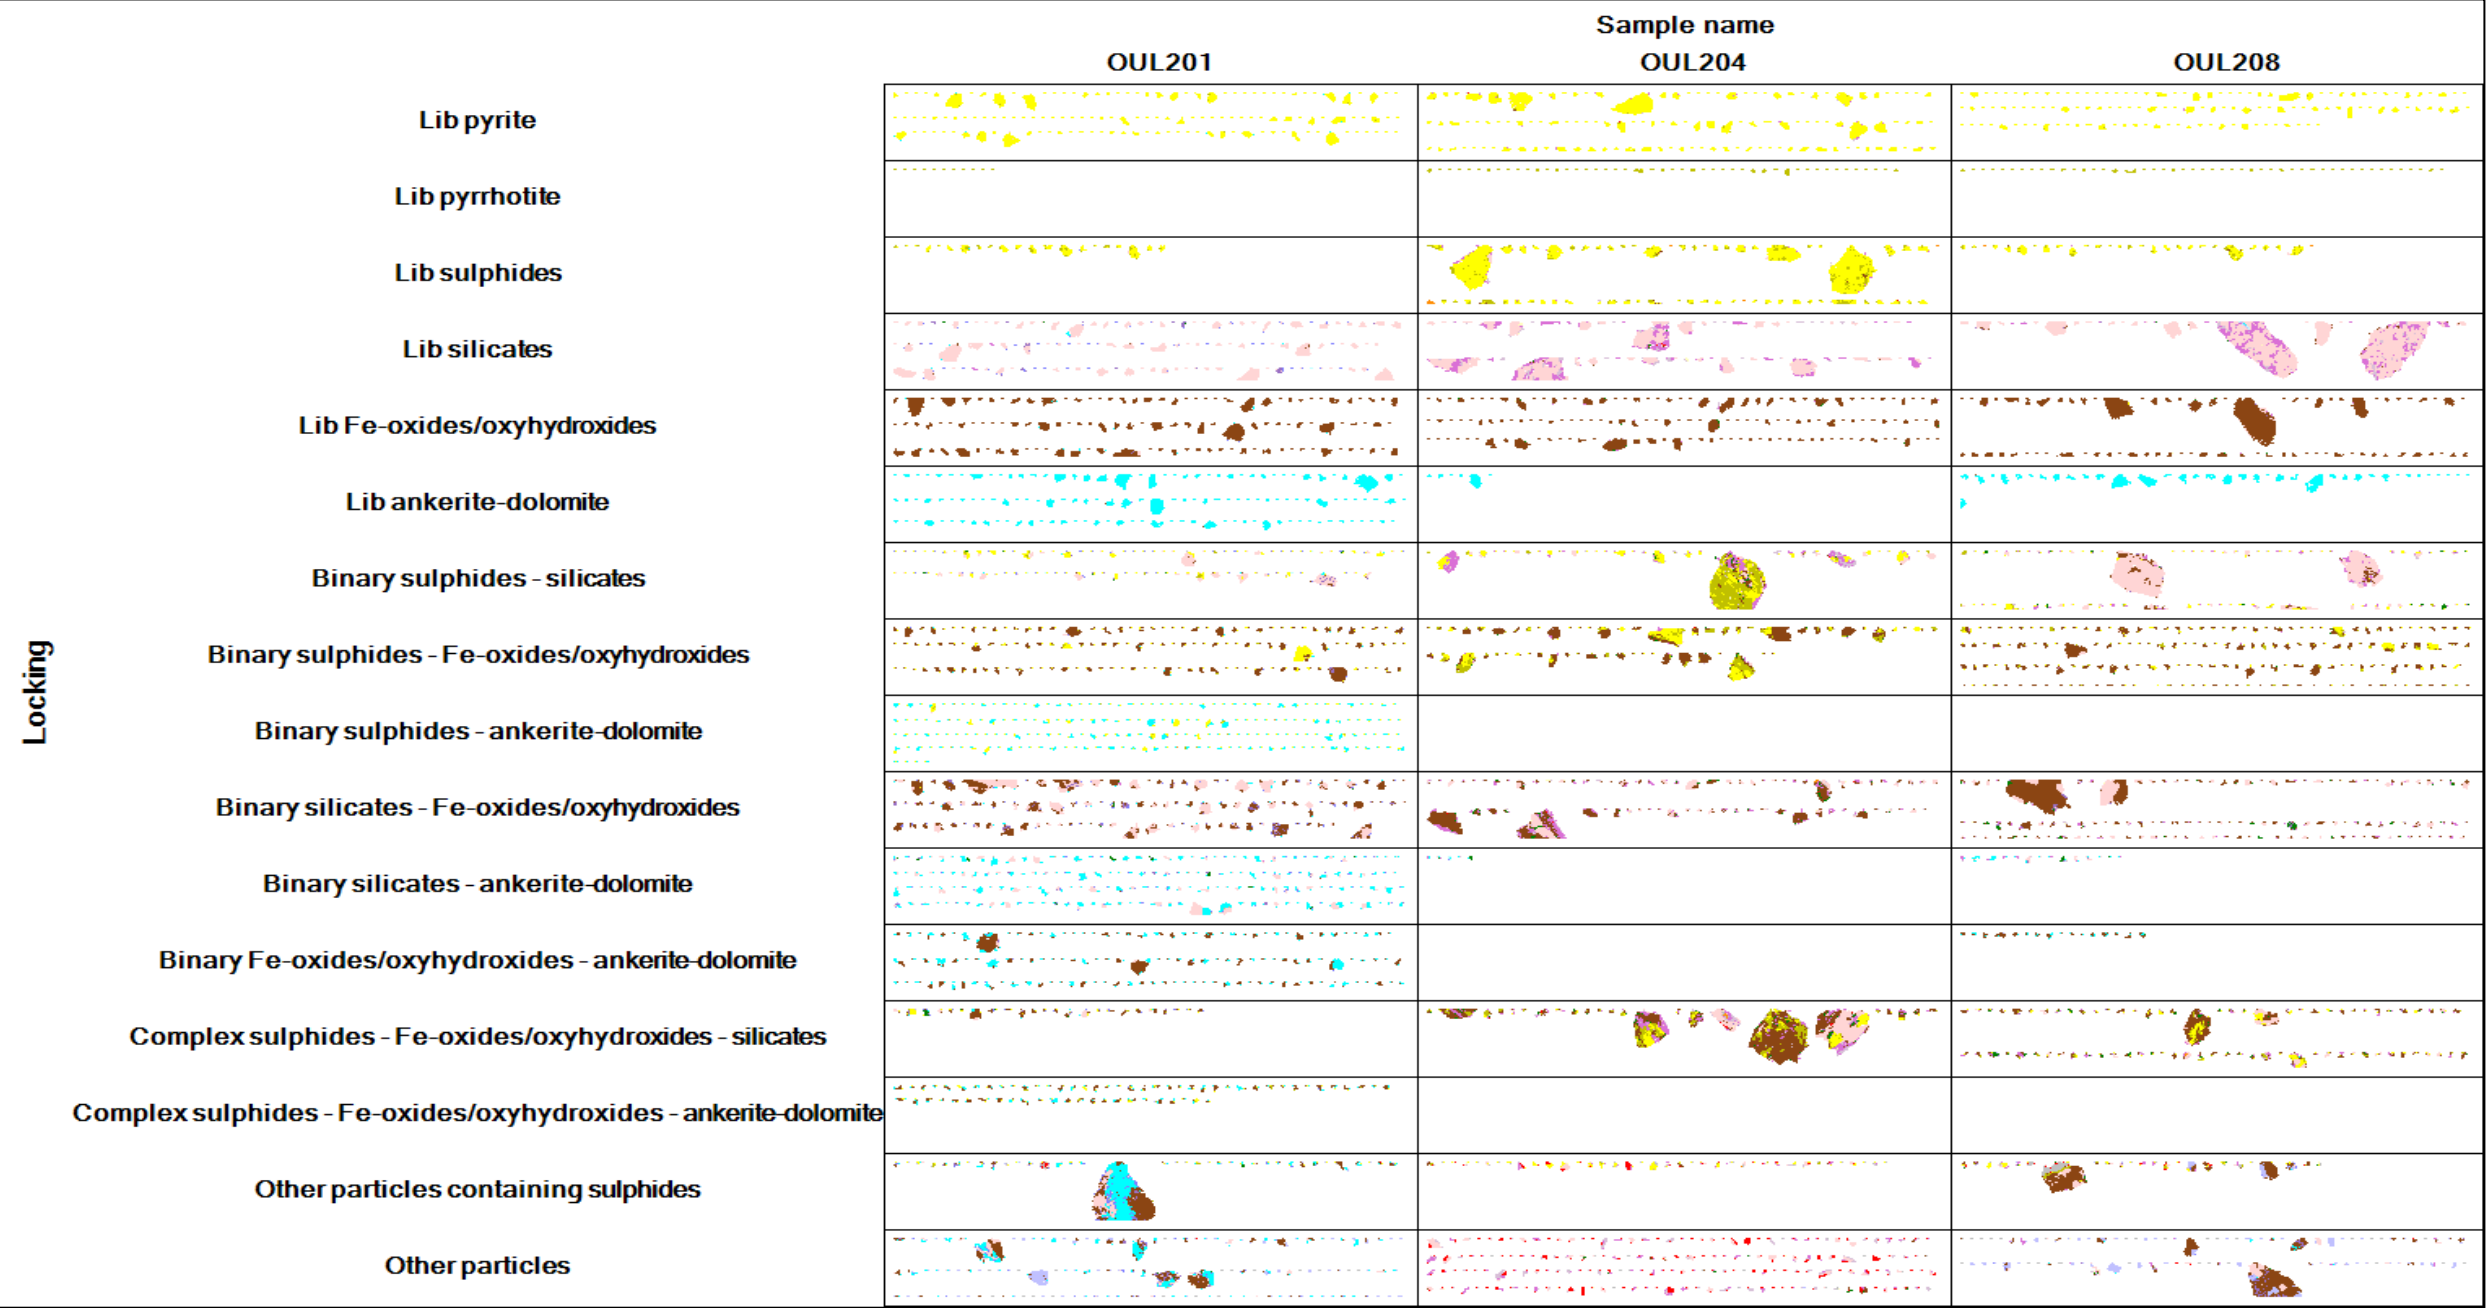 Sample name
OUL201 OUL204 OUL208
Locking
Lib pyrite
Lib pyrrhotite
Lib sulphides
Lib silicates
Lib Fe-oxides/oxyhydroxides
Lib ankerite-dolomite
Binary sulphides - silicates
Binary sulphides - Fe-oxides/oxyhydroxides
Binary sulphides - ankerite-dolomite
Binary silicates - Fe-oxides/oxyhydroxides
Binary silicates - ankerite-dolomite
Binary Fe-oxides/oxyhydroxides - ankerite-dolomite
Complex sulphides - Fe-oxides/oxyhydroxides - silicates
Complex sulphides - Fe-oxides/oxyhydroxides - ankerite-dolomite
Other particles containing sulphides
Other particles